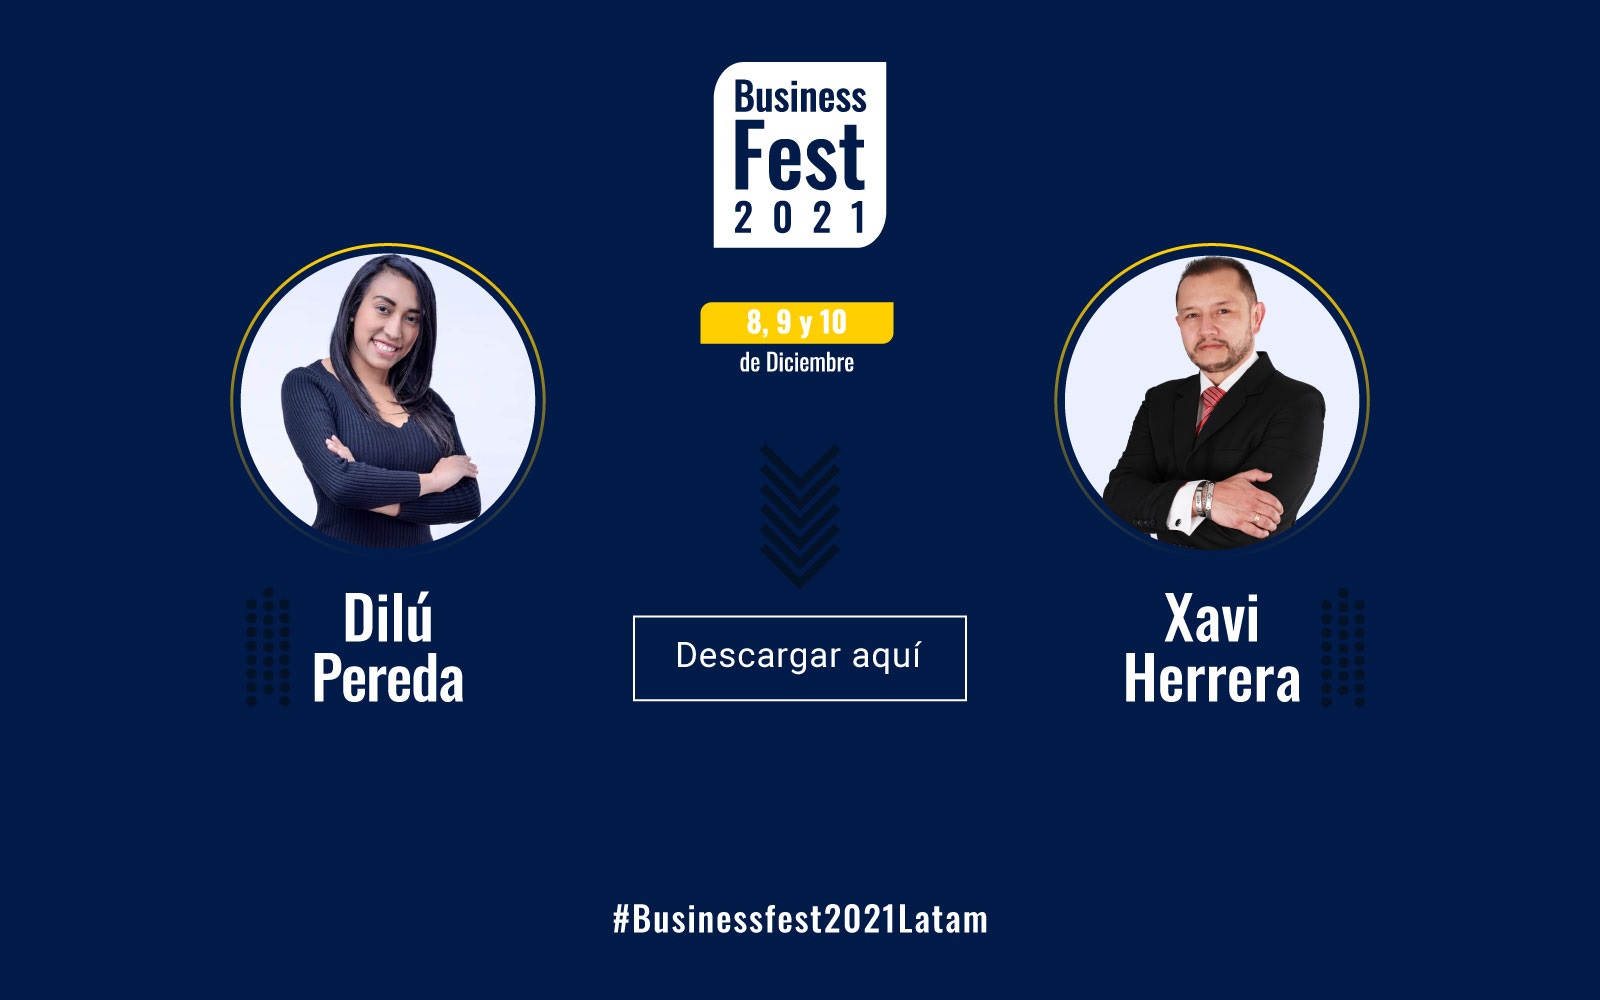 Business
Fest
2021
8, 9 y 10
de Diciembre
Dilú
Pereda
Descargar aquí
Xavi
Herrera
#Businessfest2021Latam